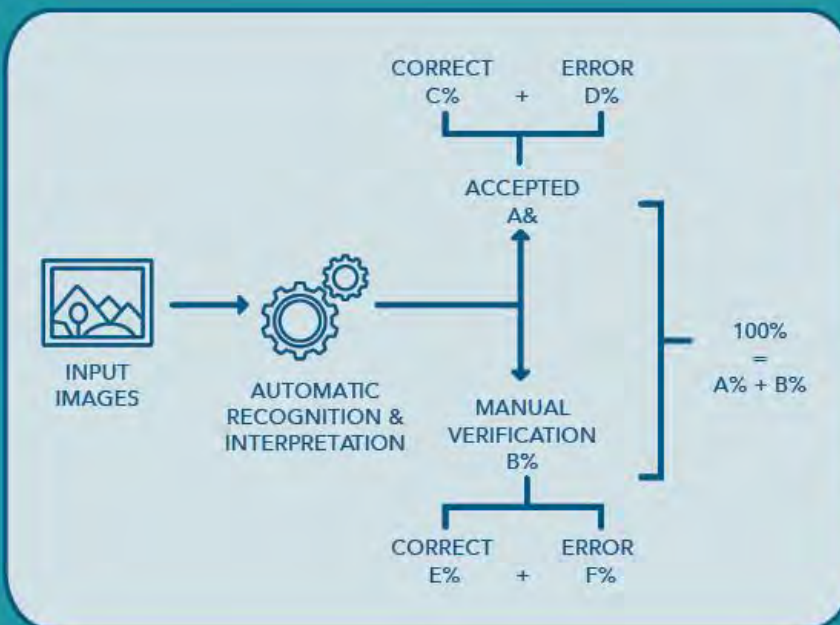 CORRECT
C%
+
ERROR
D%
ACCEPTED
A&
INPUT
IMAGES
AUTOMATIC
RECOGNITION &
INTERPRETATION
MANUAL
VERIFICATION
B%
100%
=
A% + B%
CORRECT
E%
+
ERROR
F%